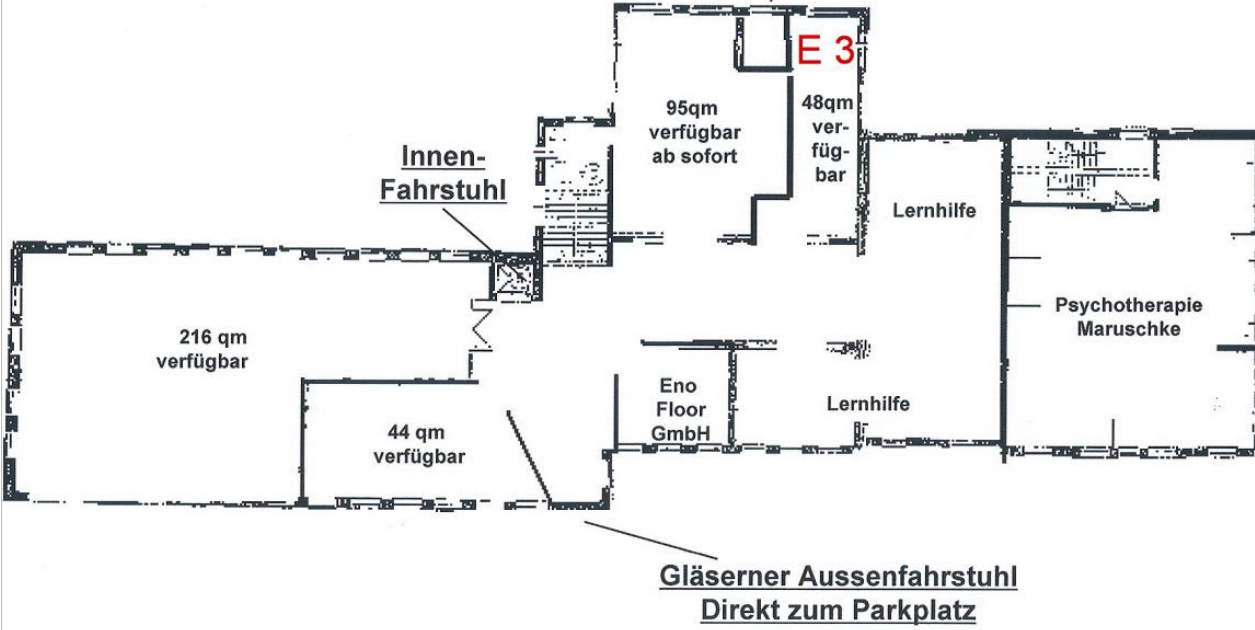 E 3
95qm
verfügbar
ab sofort
48qm
ver-
füg-
bar
Innen-
Fahrstuhl
Lernhilfe
Psychotherapie
Maruschke
216 qm
verfügbar
Eno
Floor
GmbH
Lernhilfe
44 qm
verfügbar
Gläserner Aussenfahrstuhl
Direkt zum Parkplatz